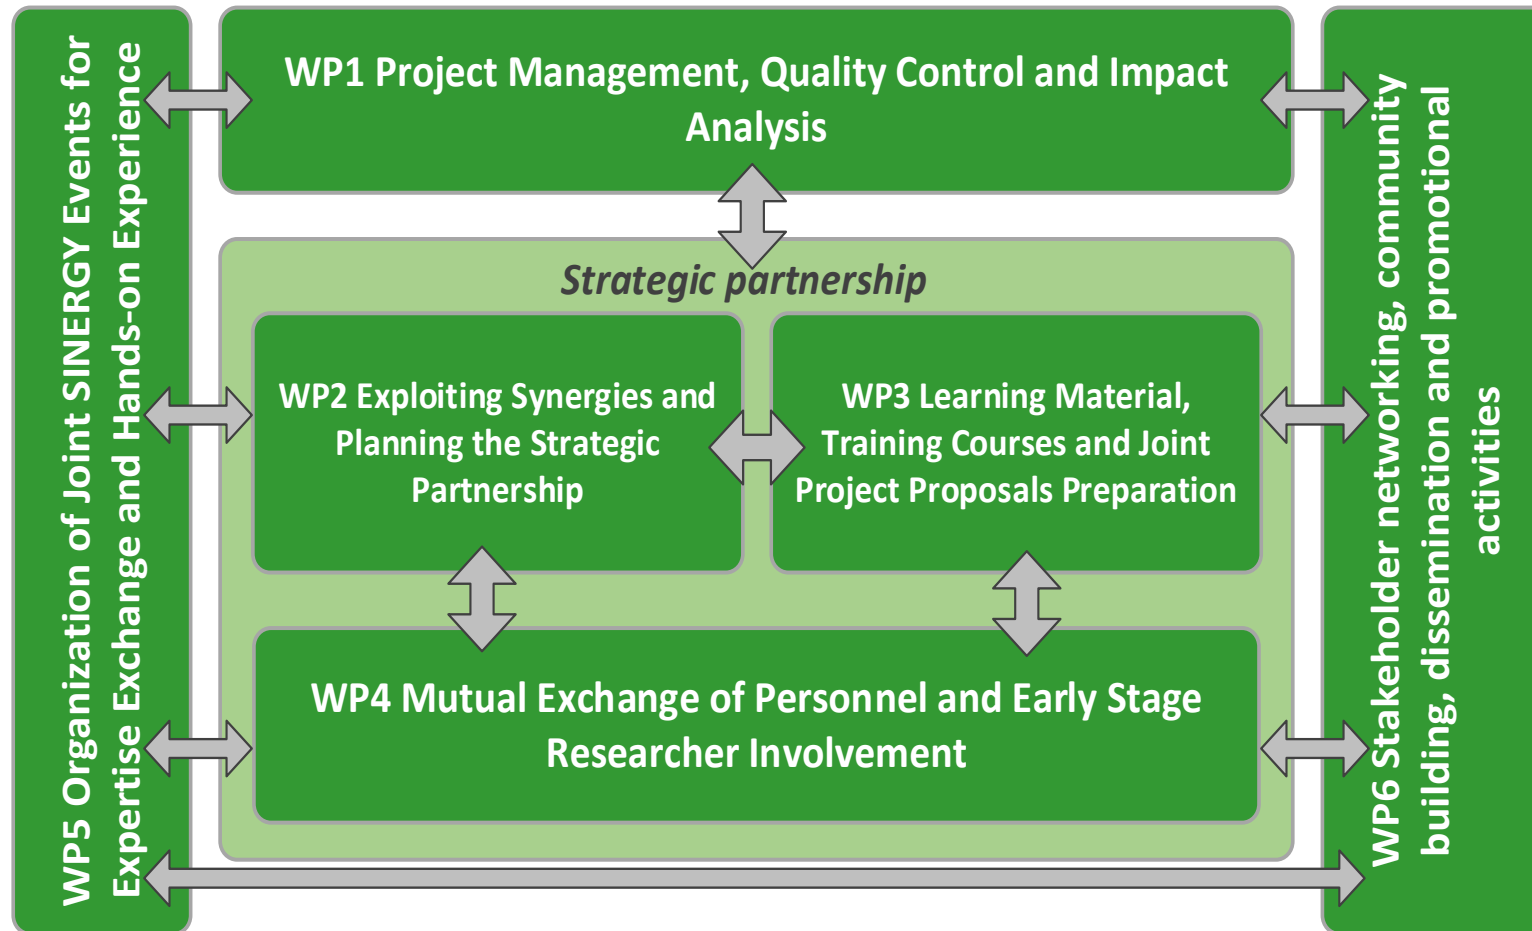 WP5 Organization of Joint SINERGY Events for
Expertise Exchange and Hands-on Experience
WP1 Project Management, Quality Control and Impact
Analysis
Strategic partnership
WP2 Exploiting Synergies and
Planning the Strategic
Partnership
WP3 Learning Material,
Training Courses and Joint
Project Proposals Preparation
WP4 Mutual Exchange of Personnel and Early Stage
Researcher Involvement
WP6 Stakeholder networking, community
building, dissemination and promotional
activities